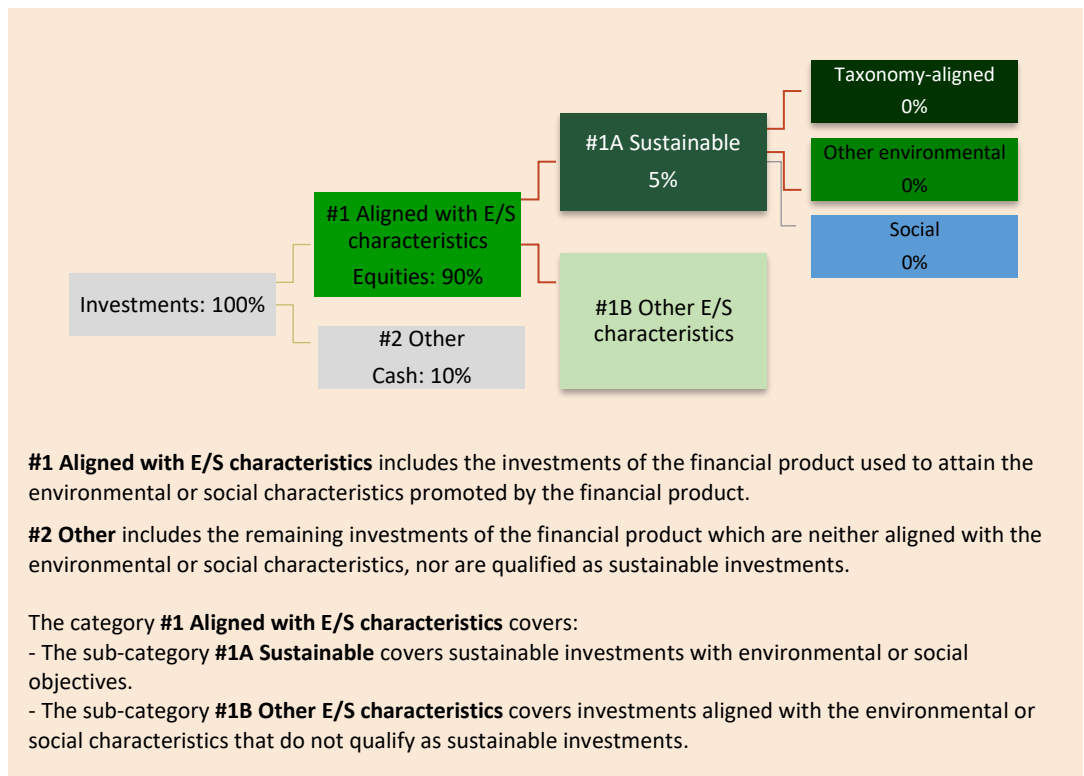 Taxonomy-aligned
0%
#1A Sustainable
5%
Other environmental
0%
#1 Aligned with E/S
characteristics
Equities: 90%
Social
0%
Investments: 100%
#1B Other E/S
characteristics
#2 Other
Cash: 10%
#1 Aligned with E/S characteristics includes the investments of the financial product used to attain the
environmental or social characteristics promoted by the financial product.
#2 Other includes the remaining investments of the financial product which are neither aligned with the
environmental or social characteristics, nor are qualified as sustainable investments.
The category #1 Aligned with E/S characteristics covers:
- The sub-category #1A Sustainable covers sustainable investments with environmental or social
objectives.
- The sub-category #1B Other E/S characteristics covers investments aligned with the environmental or
social characteristics that do not qualify as sustainable investments.